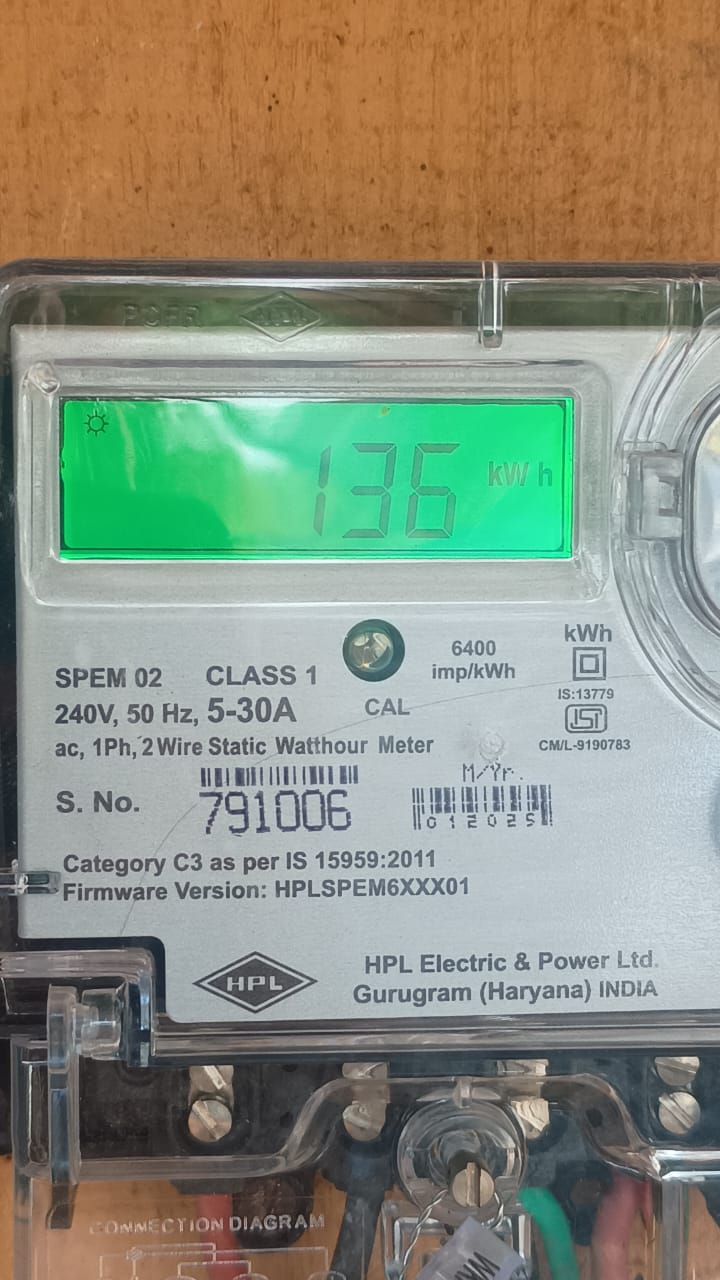 136 kWh
SPEM 02 CLASS 1
CAL
6400
imp/kWh
kWh
IS:13779
CM/L-9190783
240V, 50 Hz, 5-30A
ac, 1Ph, 2 Wire Static Watthour Meter
S. No.
791006
M/Yr.
012025
Category C3 as per IS 15959:2011
Firmware Version: HPLSPEM6XXX01
HPL
HPL Electric & Power Ltd.
Gurugram (Haryana) INDIA
CONNECTION DIAGRAM